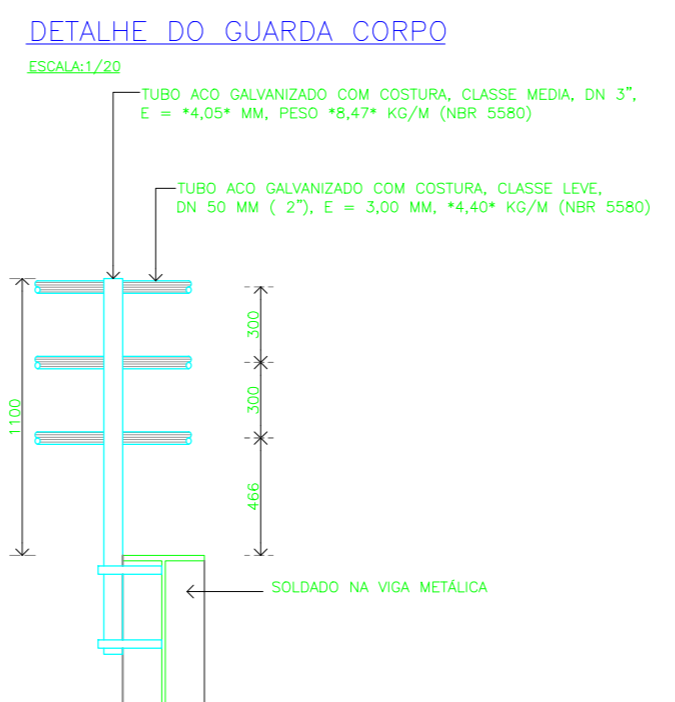 DETALHE DO GUARDA CORPO
ESCALA:1/20
TUBO ACO GALVANIZADO COM COSTURA, CLASSE MEDIA, DN 3",
E = *4,05* MM, PESO *8,47* KG/M (NBR 5580)
TUBO ACO GALVANIZADO COM COSTURA, CLASSE LEVE,
DN 50 MM ( 2"), E = 3,00 MM, *4,40* KG/M (NBR 5580)
300
300
1100
466
SOLDADO NA VIGA METÁLICA